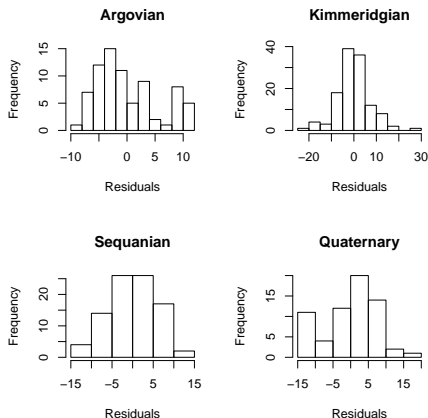 Argovian
Frequency
0 5 10 15
−10 0 5 10
Residuals
Kimmeridgian
Frequency
0 20 40
−20 0 10 30
Residuals
Sequanian
Frequency
0 10 20
−15 −5 5 15
Residuals
Quaternary
Frequency
0 5 15
−15 −5 5 15
Residuals